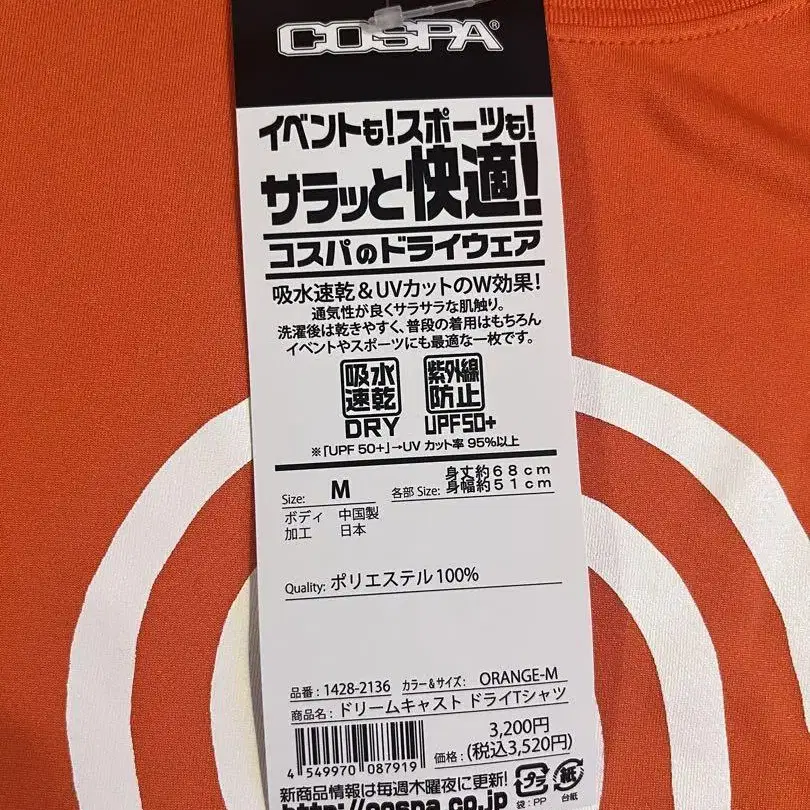 COSPA®
イベントも!スポーツも!
サラッと快適!
コスパのドライウェア
吸水速乾&UVカットのW効果!
通気性が良くサラサラな肌触り。
洗濯後は乾きやすく、普段の着用はもちろん
イベントやスポーツにも最適な一枚です。
吸水速乾 紫外線防止
DRY UPF50+
※「UPF 50+」→UV カット率 95%以上
Size: M 各部 Size: 身丈約68cm
身幅約51cm
ボディ 中国製
加工 日本
Quality: ポリエステル100%
品番: 1428-2136 カラー&サイズ: ORANGE-M
商品名: ドリームキャスト ドライTシャツ
3,200円
価格: (税込3,520円)
4 549970 087919
新商品情報は毎週木曜夜に更新!
プラ 紙
袋:PP 台紙
http://cospa.co.jp